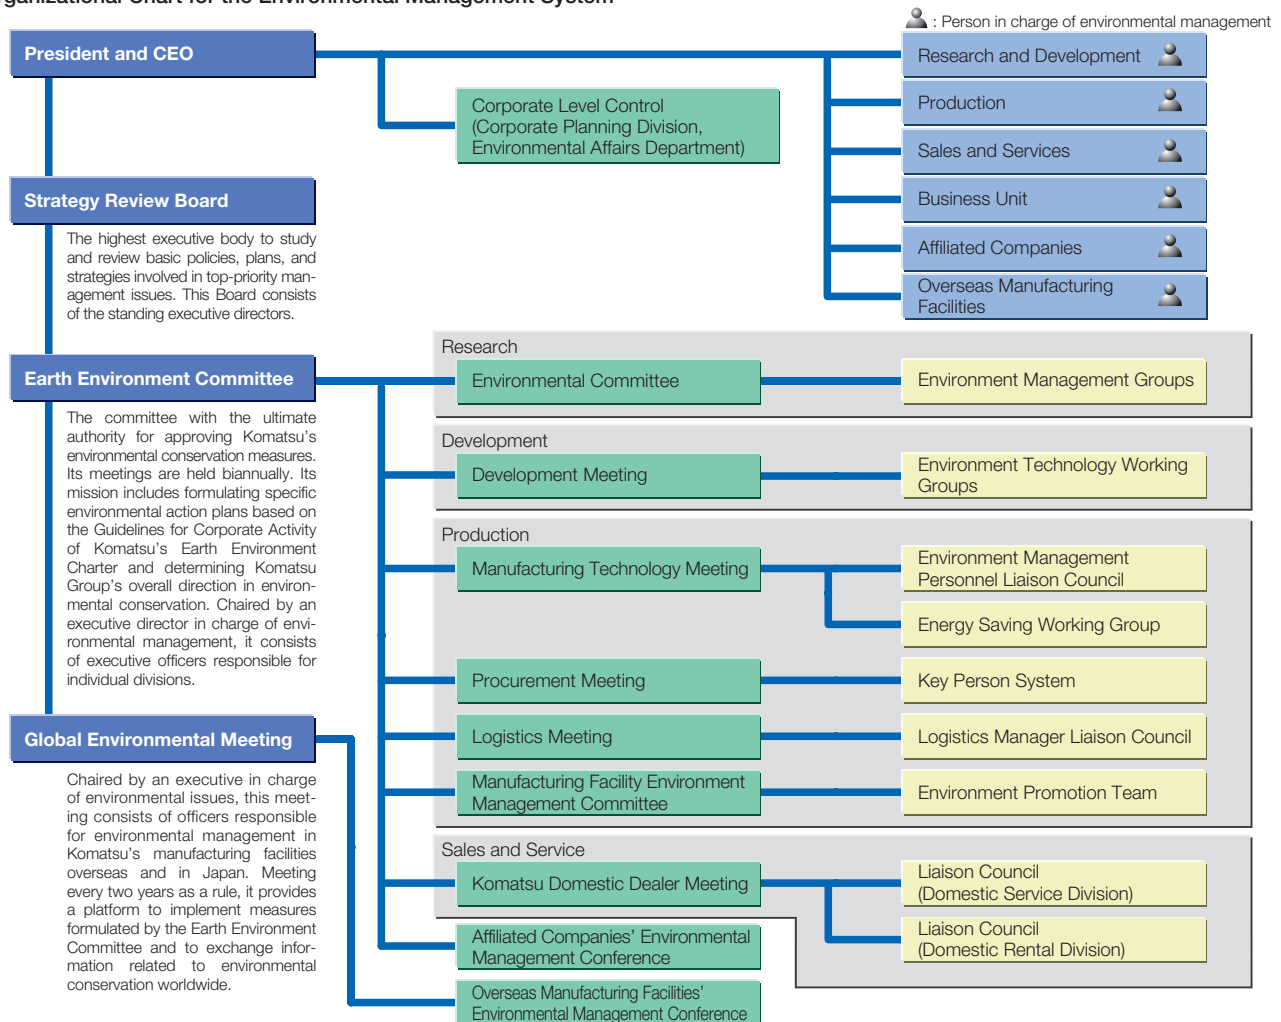 rganizational Chart for the Environmental Management System
: Person in charge of environmental management
President and CEO
Corporate Level Control
(Corporate Planning Division,
Environmental Affairs Department)
Research and Development
Production
Sales and Services
Business Unit
Affiliated Companies
Overseas Manufacturing
Facilities
Strategy Review Board
The highest executive body to study
and review basic policies, plans, and
strategies involved in top-priority man-
agement issues. This Board consists
of the standing executive directors.
Earth Environment Committee
The committee with the ultimate
authority for approving Komatsu's
environmental conservation measures.
Its meetings are held biannually. Its
mission includes formulating specific
environmental action plans based on
the Guidelines for Corporate Activity
of Komatsu's Earth Environment
Charter and determining Komatsu
Group's overall direction in environ-
mental conservation. Chaired by an
executive director in charge of envi-
ronmental management, it consists
of executive officers responsible for
individual divisions.
Global Environmental Meeting
Chaired by an executive in charge
of environmental issues, this meet-
ing consists of officers responsible
for environmental management in
Komatsu's manufacturing facilities
overseas and in Japan. Meeting
every two years as a rule, it provides
a platform to implement measures
formulated by the Earth Environment
Committee and to exchange infor-
mation related to environmental
conservation worldwide.
Research
Environmental Committee
Environment Management Groups
Development
Development Meeting
Environment Technology Working
Groups
Production
Manufacturing Technology Meeting
Environment Management
Personnel Liaison Council
Energy Saving Working Group
Procurement Meeting
Key Person System
Logistics Meeting
Logistics Manager Liaison Council
Manufacturing Facility Environment
Management Committee
Environment Promotion Team
Sales and Service
Komatsu Domestic Dealer Meeting
Liaison Council
(Domestic Service Division)
Liaison Council
(Domestic Rental Division)
Affiliated Companies' Environmental
Management Conference
Overseas Manufacturing Facilities'
Environmental Management Conference